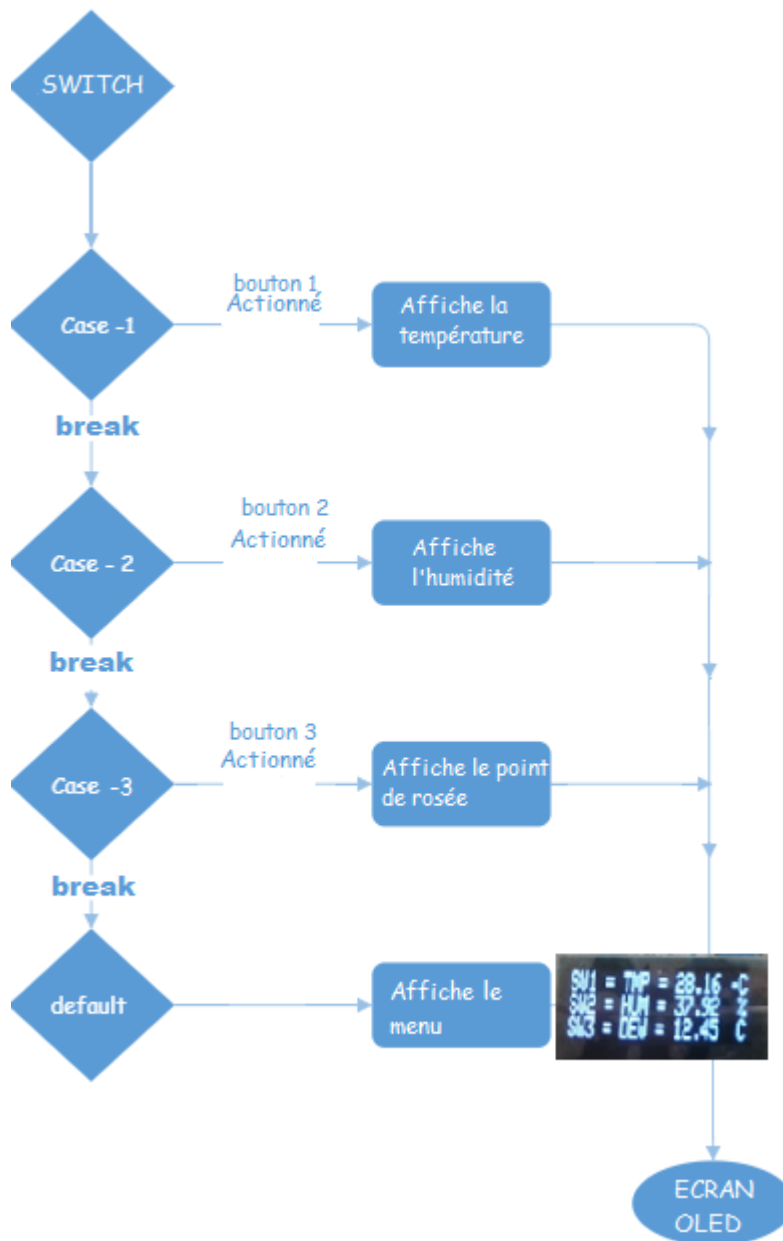 SWITCH
bouton 1
Actionné
Case -1
Affiche la
température
break
bouton 2
Actionné
Case - 2
Affiche
l'humidité
break
bouton 3
Actionné
Case -3
Affiche le point
de rosée
break
default
Affiche le
menu
SW1 = TMP = 28.16 -C
SW2 = HUM = 37.92 %
SW3 = DEW = 12.45 C
ECRAN
OLED